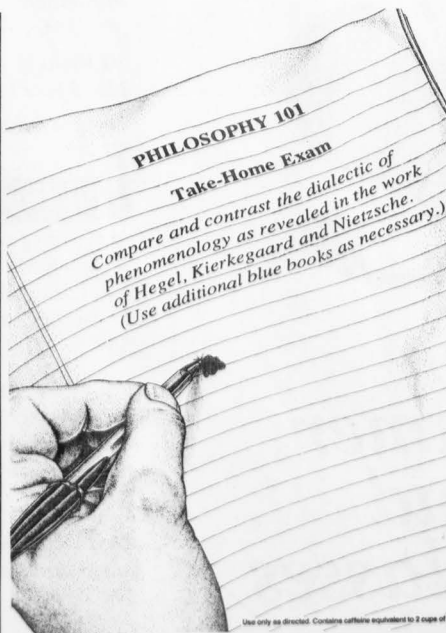 PHILOSOPHY 101
Take-Home Exam
Compare and contrast the dialectic of
phenomenology as revealed in the work
of Hegel, Kierkegaard and Nietzsche.
(Use additional blue books as necessary.)
Use only as directed. Contains caffeine equivalent to 2 cups of